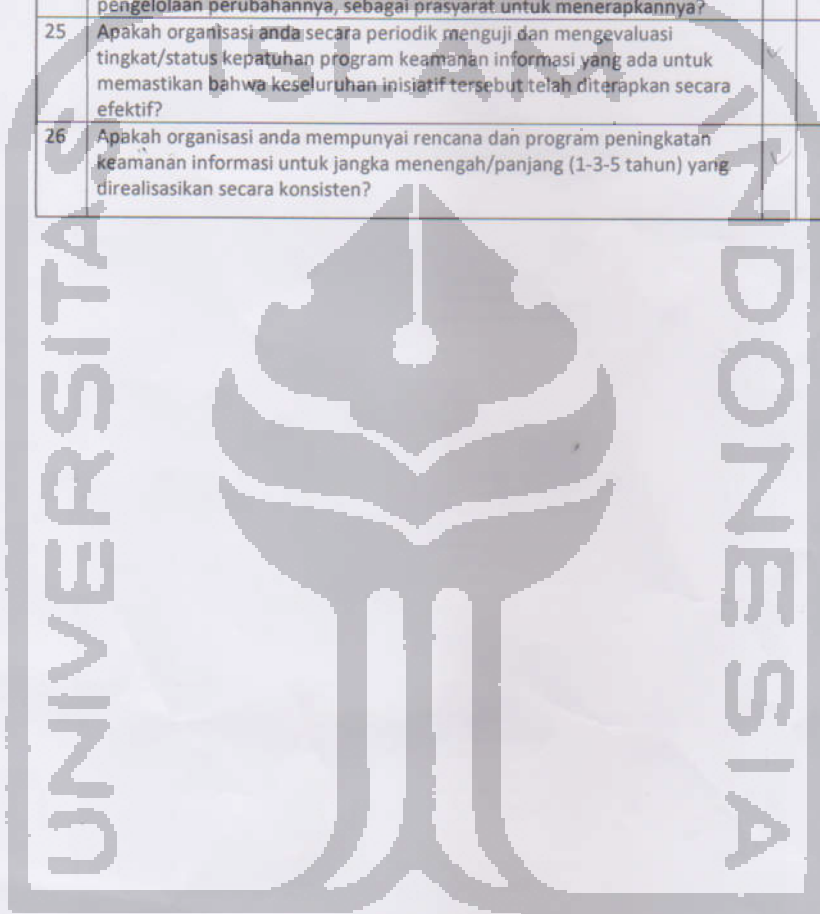 pengelolaan perubahannya, sebagai prasyarat untuk menerapkannya?
25 Apakah organisasi anda secara periodik menguji dan mengevaluasi
tingkat/status kepatuhan program keamanan informasi yang ada untuk
memastikan bahwa keseluruhan inisiatif tersebut telah diterapkan secara
efektif?
26 Apakah organisasi anda mempunyai rencana dan program peningkatan
keamanan informasi untuk jangka menengah/panjang (1-3-5 tahun) yang
direalisasikan secara konsisten?
UNIVERSITAS
ISLAM
INDONESIA